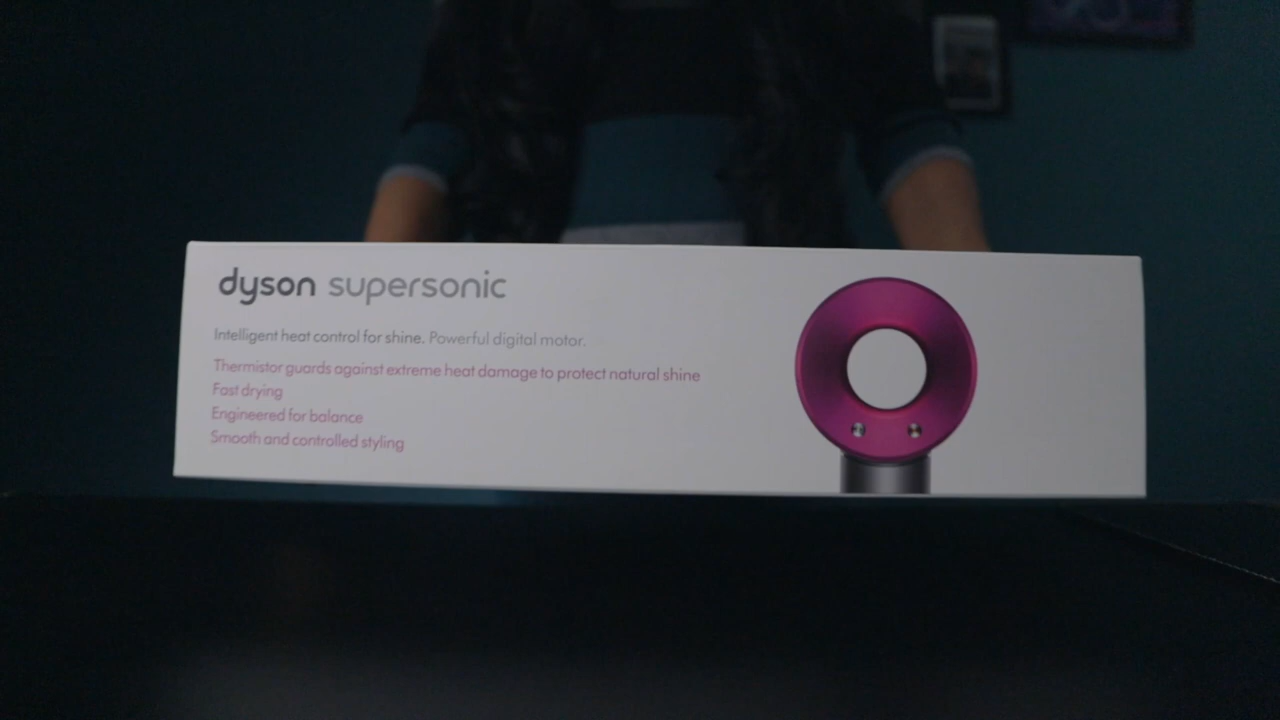 dyson supersonic
Intelligent heat control for shine. Powerful digital motor.
Thermistor guards against extreme heat damage to protect natural shine
Fast drying
Engineered for balance
Smooth and controlled styling